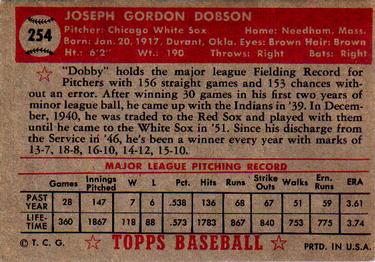 254
JOSEPH GORDON DOBSON
Pitcher: Chicago White Sox Home: Needham, Mass.
Born: Jan. 20, 1917, Durant, Okla. Eyes: Brown Hair: Brown
Ht.: 6'2" Wt.: 190 Throws: Right Bats: Right
"Dobby" holds the major league Fielding Record for
Pitchers with 156 straight games and 153 chances with-
out an error. After winning 30 games in his first two years of
minor league ball, he came up with the Indians in '39. In Decem-
ber, 1940, he was traded to the Red Sox and played with them
until he came to the White Sox in '51. Since his discharge from
the Service in '46, he's been a winner every year with marks of
13-7, 18-8, 16-10, 14-12, 15-10.
MAJOR LEAGUE PITCHING RECORD
Games Innings Pitched W L Pct. Hits Runs Strike Outs Walks Ern. Runs ERA
PAST YEAR 28 147 7 6 .538 136 68 67 51 59 3.61
LIFE- TIME 360 1867 118 88 .573 1783 867 840 753 775 3.74
© T. C. G. TOPPS BASEBALL PRTD. IN U.S.A.